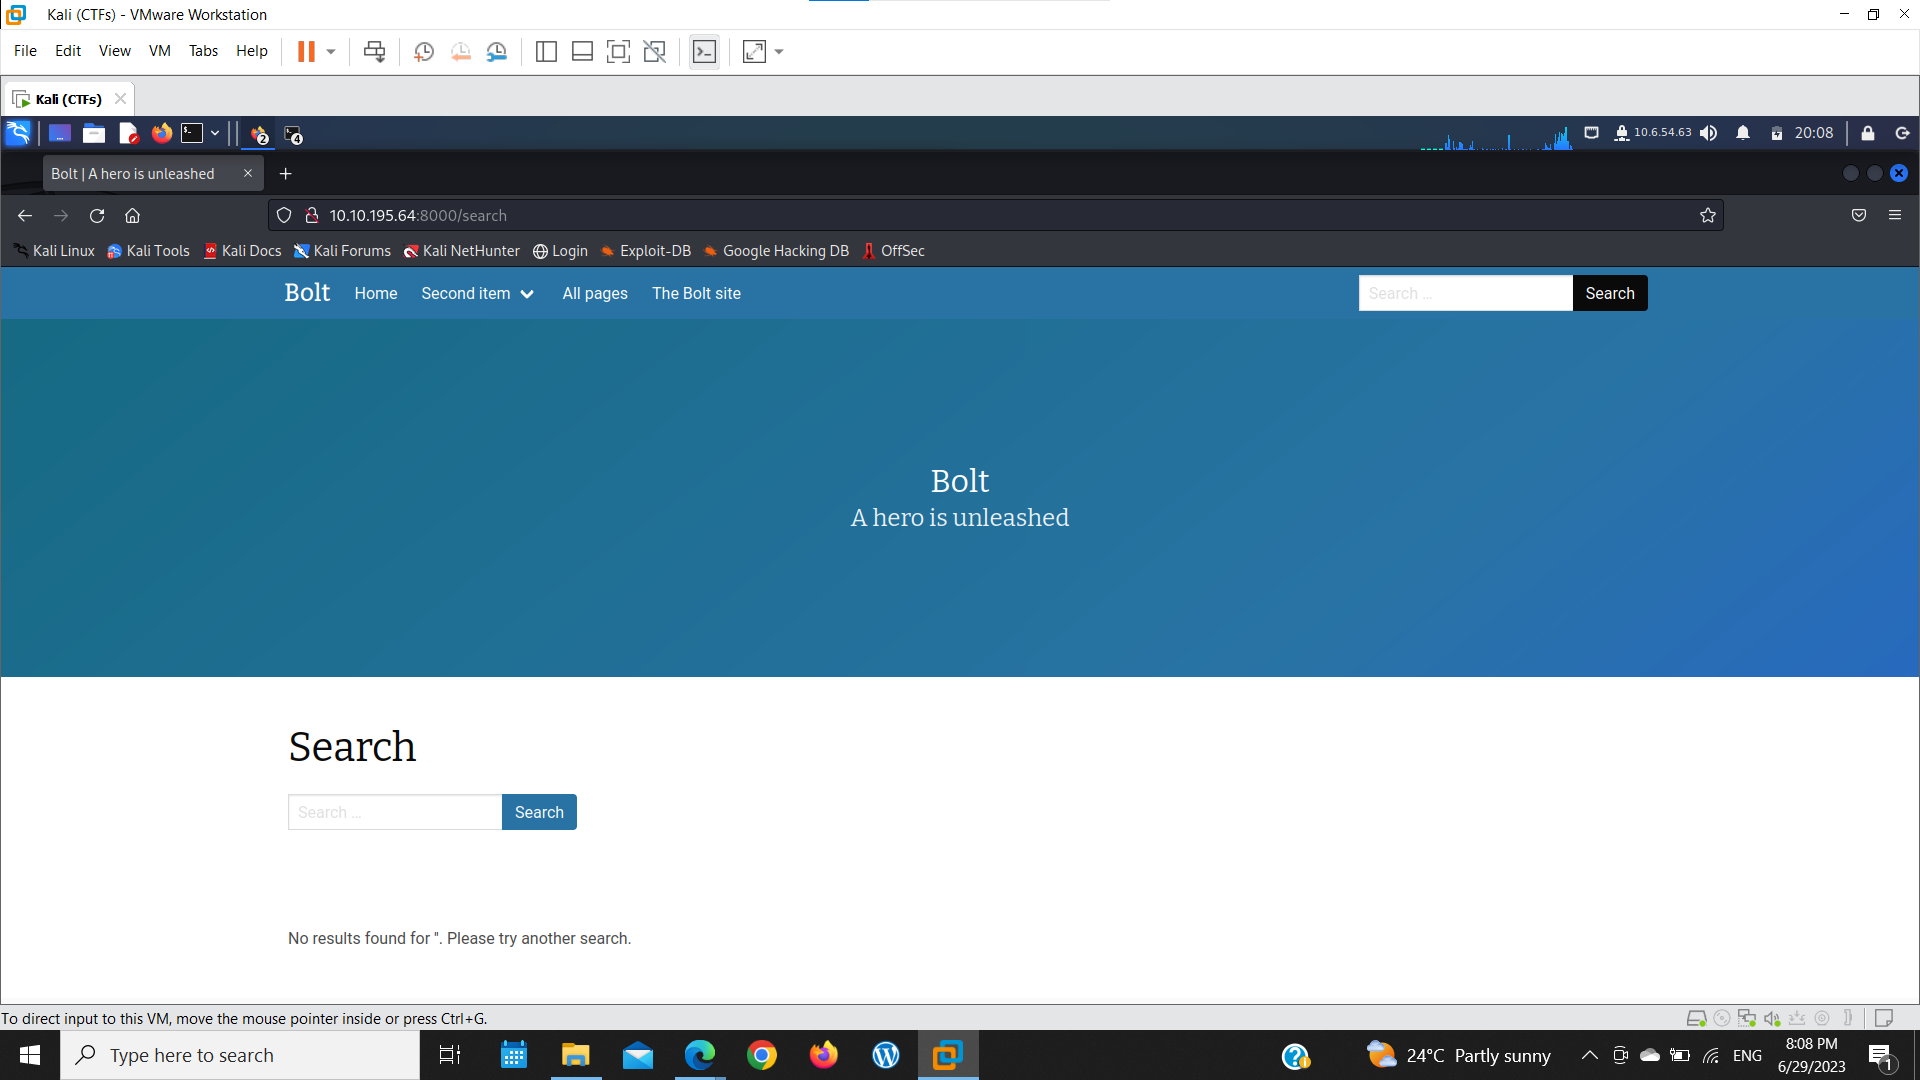 Kali (CTFs) - VMware Workstation
File Edit View VM Tabs Help
Kali (CTFs)
2 4 10.6.54.63 20:08
Bolt | A hero is unleashed
10.10.195.64:8000/search
Kali Linux Kali Tools Kali Docs Kali Forums Kali NetHunter Login Exploit-DB Google Hacking DB OffSec
Bolt Home Second item All pages The Bolt site Search ... Search
Bolt
A hero is unleashed
Search
Search ... Search
No results found for ''. Please try another search.
To direct input to this VM, move the mouse pointer inside or press Ctrl+G.
Type here to search 24°C Partly sunny ENG 8:08 PM
6/29/2023 1